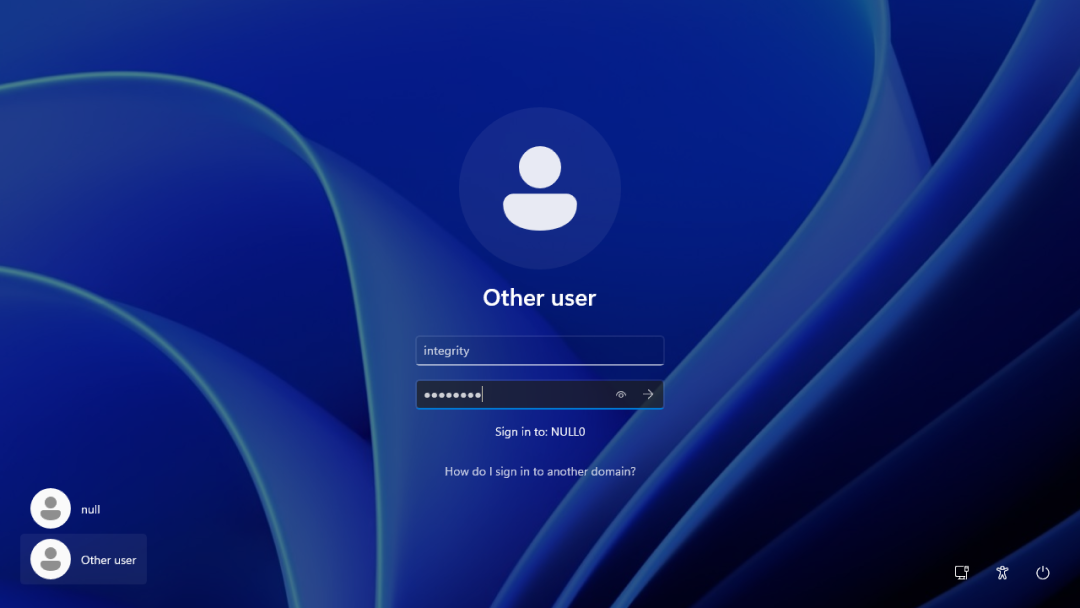 Other user
integrity
Sign in to: NULL0
How do I sign in to another domain?
null
Other user